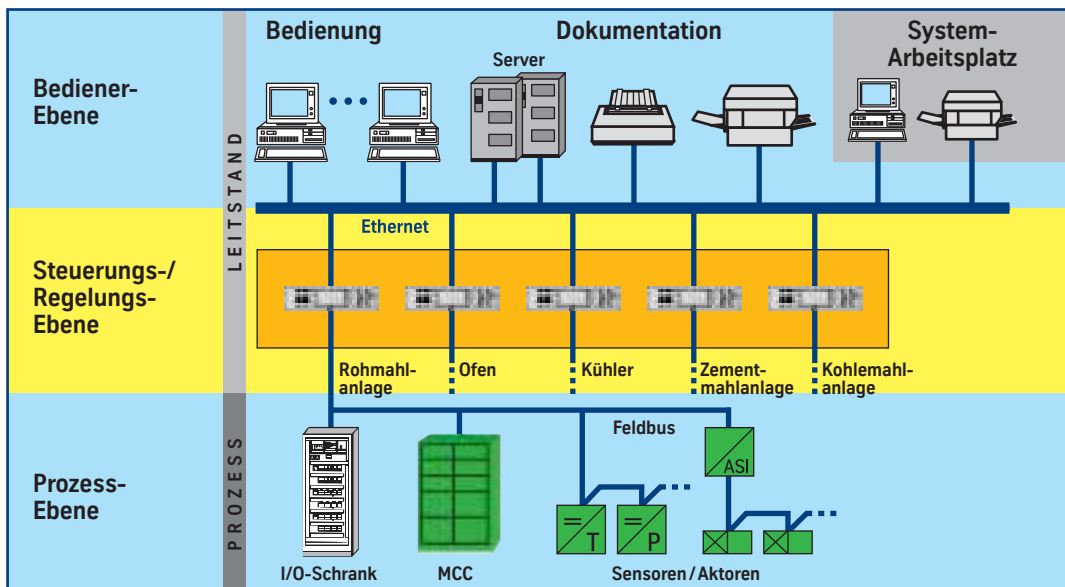 Bedienung
Dokumentation
System-
Arbeitsplatz
Server
Bediener-
Ebene
LEITSTAND
Ethernet
Steuerungs-/
Regelungs-
Ebene
Rohmahl-
anlage
Ofen
Kühler
Zement-
mahlanlage
Kohlemahl-
anlage
PROZESS
Feldbus
ASI
Prozess-
Ebene
T
P
I/O-Schrank
MCC
Sensoren/Aktoren